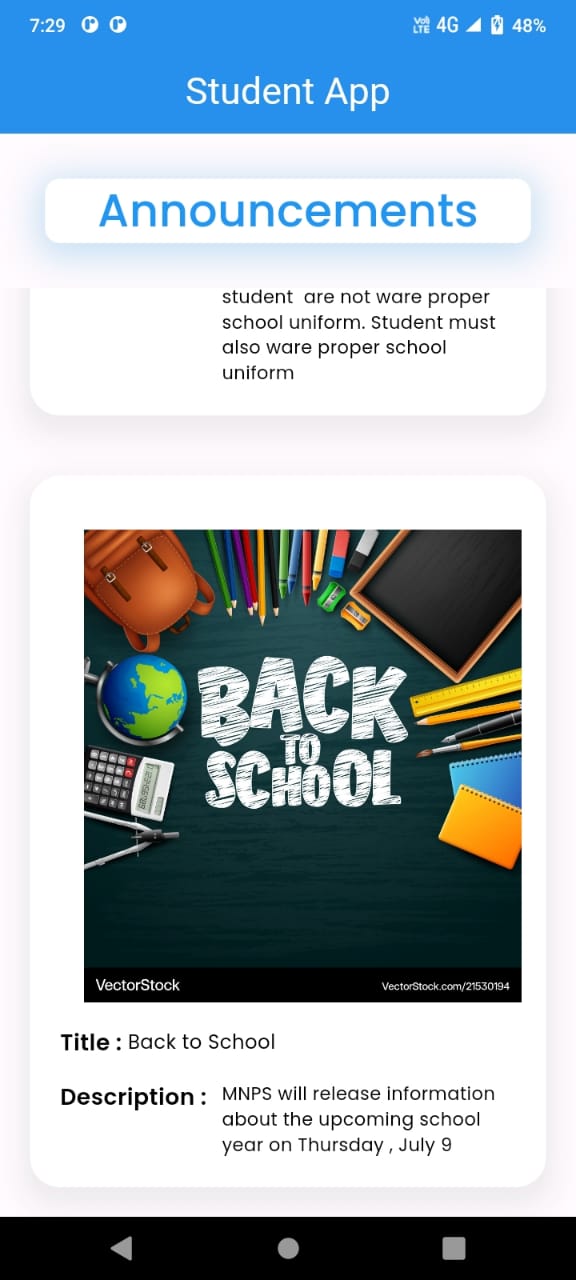 7:29 Vo) LTE 4G 48%
Student App
Announcements
student are not ware proper
school uniform. Student must
also ware proper school
uniform
BACK
TO
SCHOOL
VectorStock VectorStock.com/21530194
Title : Back to School
Description : MNPS will release information
about the upcoming school
year on Thursday , July 9